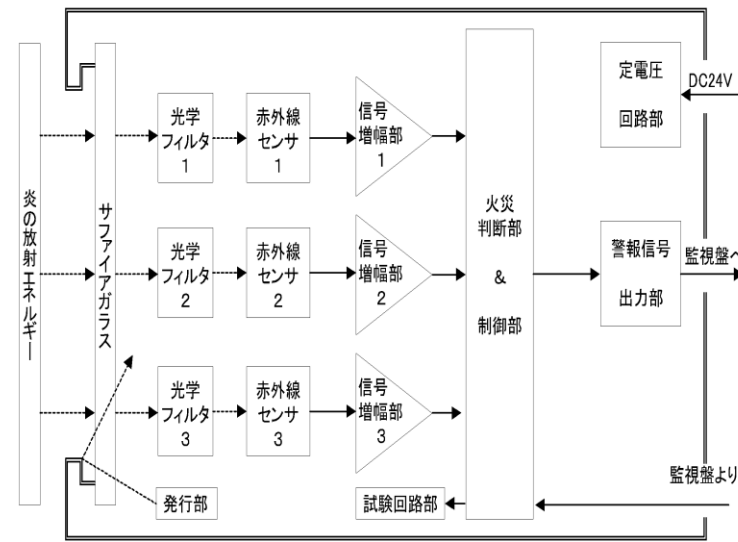 炎の放射エネルギー
サファイアガラス
光学
フィルタ
1
赤外線
センサ
1
信号
増幅部
1
光学
フィルタ
2
赤外線
センサ
2
信号
増幅部
2
光学
フィルタ
3
赤外線
センサ
3
信号
増幅部
3
発行部
試験回路部
火災
判断部
&
制御部
定電圧
回路部
DC24V
警報信号
出力部
監視盤へ
監視盤より